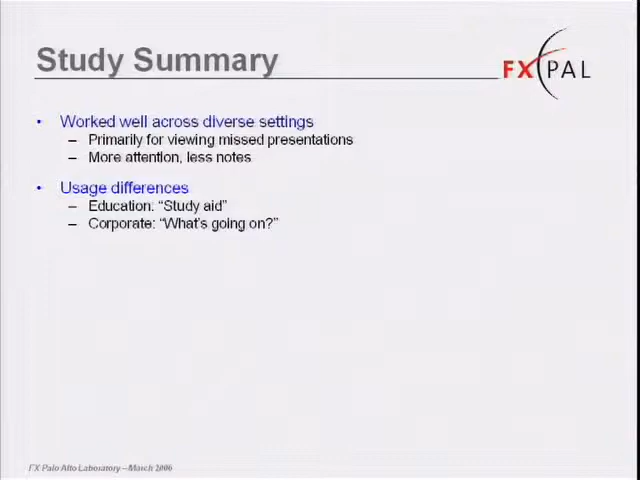 Study Summary
FX PAL
• Worked well across diverse settings
– Primarily for viewing missed presentations
– More attention, less notes
• Usage differences
– Education: “Study aid”
– Corporate: “What’s going on?”
FX Palo Alto Laboratory – March 2006